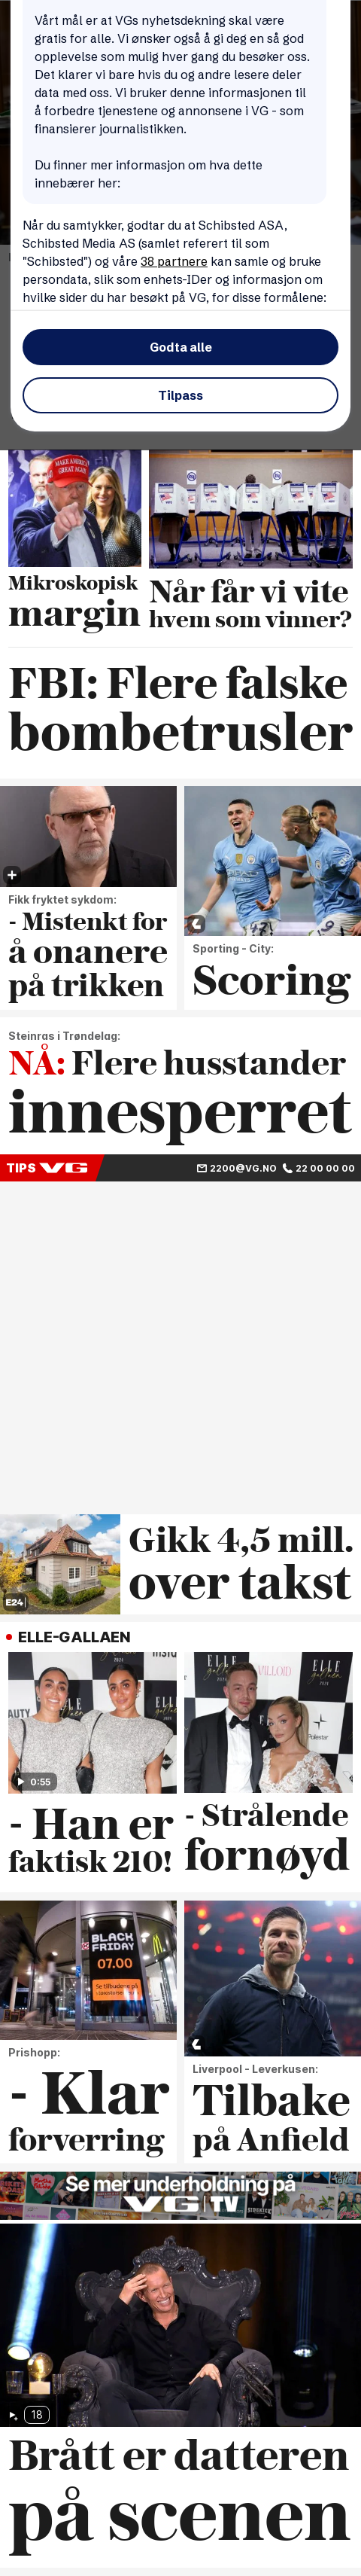 Vårt mål er at VGs nyhetsdekning skal være
gratis for alle. Vi ønsker også å gi deg en så god
opplevelse som mulig hver gang du besøker oss.
Det klarer vi bare hvis du og andre lesere deler
data med oss. Vi bruker denne informasjonen til
å forbedre tjenestene og annonsene i VG - som
finansierer journalistikken.
Du finner mer informasjon om hva dette
innebærer her:
Når du samtykker, godtar du at Schibsted ASA,
Schibsted Media AS (samlet referert til som
"Schibsted") og våre 38 partnere kan samle og bruke
persondata, slik som enhets-IDer og informasjon om
hvilke sider du har besøkt på VG, for disse formålene:
Godta alle
Tilpass
MAKE AMERICA
GREAT AGAIN
Mikroskopisk
margin
Når får vi vite
hvem som vinner?
FBI: Flere falske
bombetrusler
Fikk fryktet sykdom:
- Mistenkt for
å onanere
på trikken
Sporting - City:
Scoring
Steinras i Trøndelag:
NÅ: Flere husstander
innesperret
TIPS VG
2200@VG.NO
22 00 00 00
E24
Gikk 4,5 mill.
over takst
ELLE-GALLAEN
0:55
- Han er
faktisk 210!
- Strålende
fornøyd
BLACK
FRIDAY
07.00
Prishopp:
- Klar
forverring
Liverpool - Leverkusen:
Tilbake
på Anfield
Se mer underholdning på
VG TV
18
Brått er datteren
på scenen